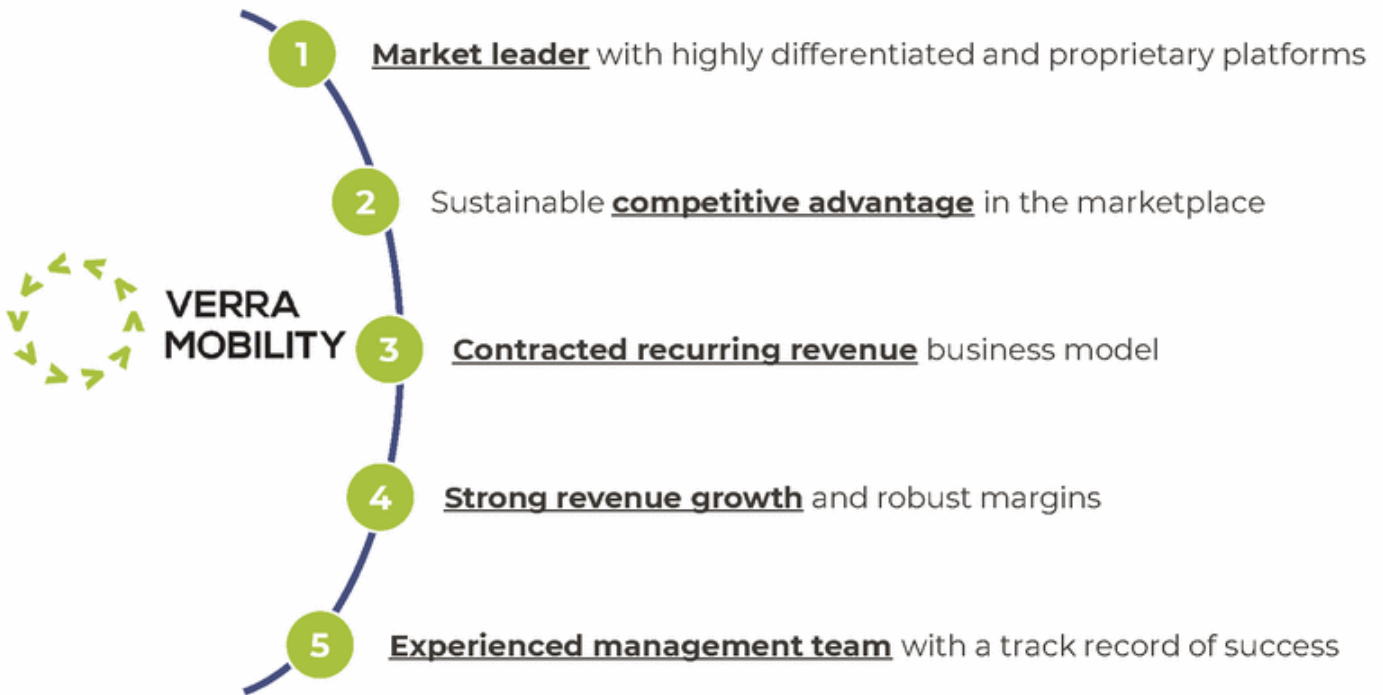 1 Market leader with highly differentiated and proprietary platforms
2 Sustainable competitive advantage in the marketplace
VERRA
MOBILITY
3 Contracted recurring revenue business model
4 Strong revenue growth and robust margins
5 Experienced management team with a track record of success